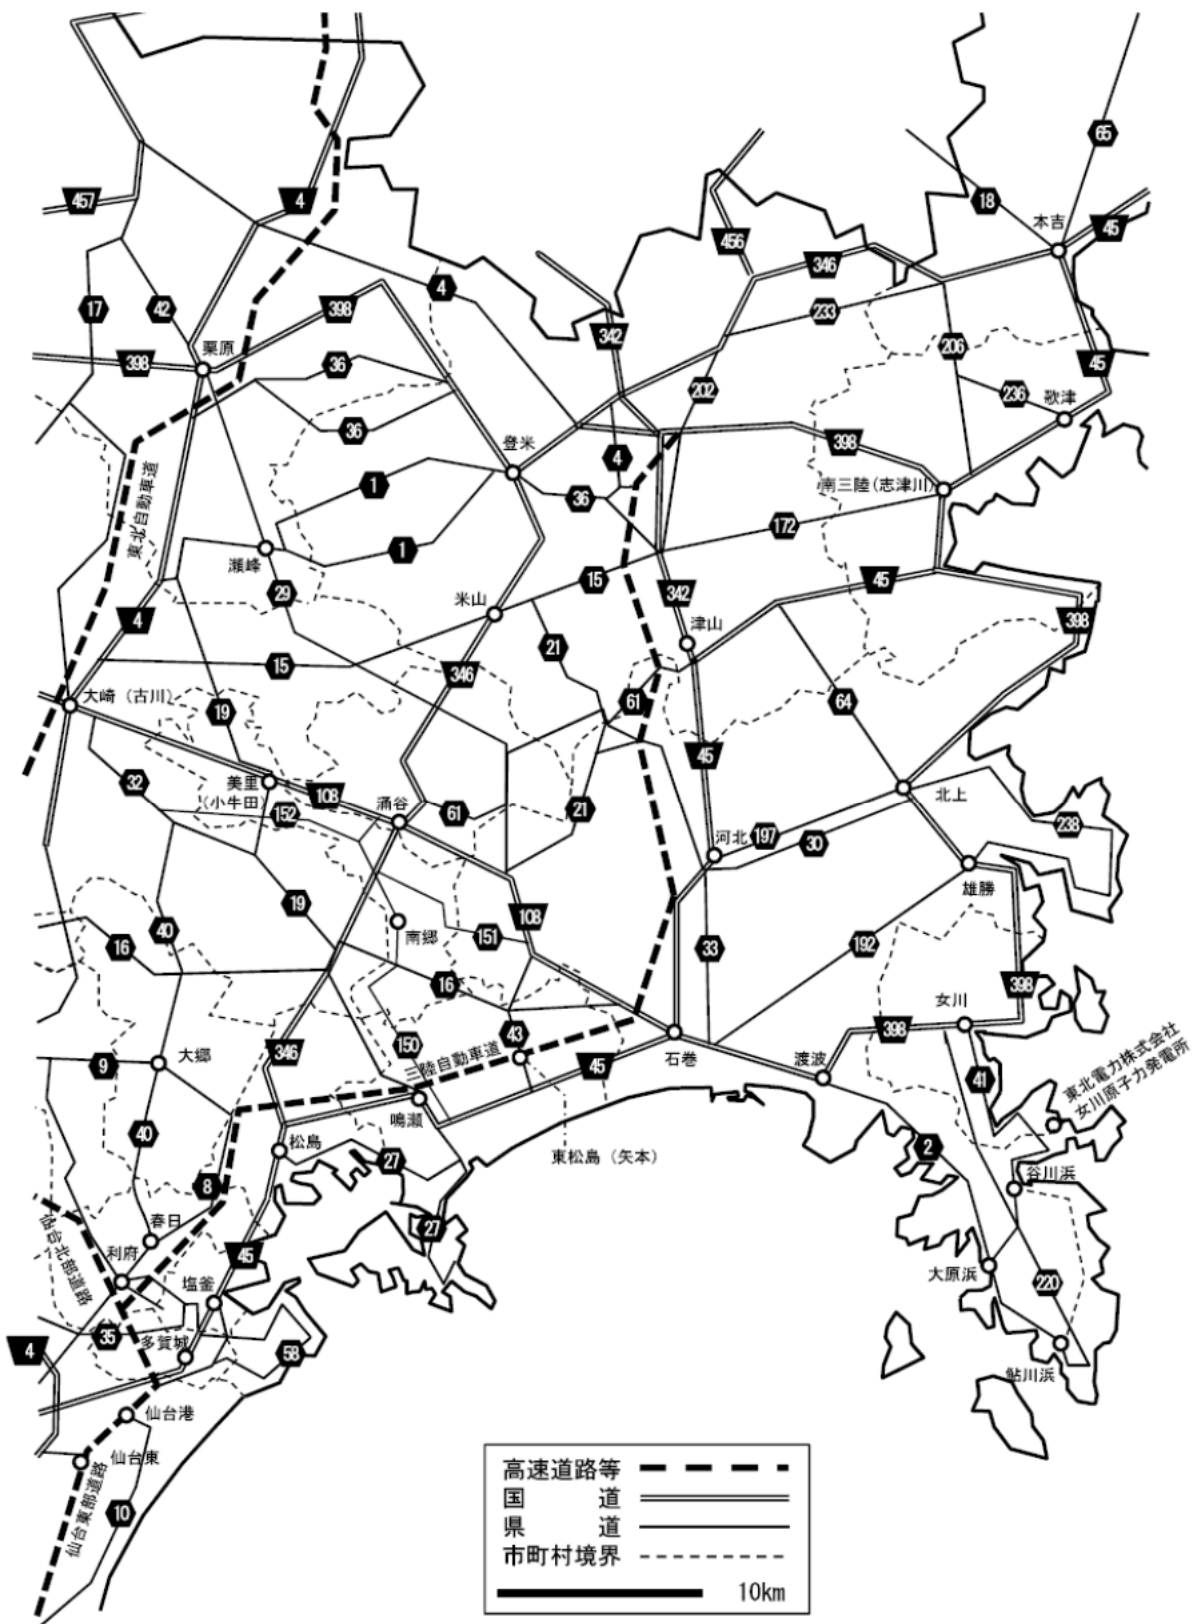 65
457
4
18
本吉
45
456
346
4
17
42
398
233
342
206
45
398
栗原
36
202
236
歌津
36
登米
398
4
南三陸(志津川)
東北自動車道
1
36
172
瀬峰
1
29
米山
15
342
45
4
津山
398
21
15
346
61
64
大崎（古川）
19
45
32
美里
(小牛田)
108
152
涌谷
61
21
北上
河北
197
30
238
雄勝
19
南郷
108
40
16
151
33
192
16
398
女川
43
398
346
150
三陸自動車道
石巻
渡波
9
大郷
45
41
東北電力株式会社
女川原子力発電所
40
鳴瀬
松島
27
東松島（矢本）
2
谷川浜
8
春日
27
仙台北部道路
利府
45
塩釜
大原浜
220
35
多賀城
4
58
鮎川浜
仙台港
仙台東
仙台東部道路
10
高速道路等
国　道
県　道
市町村境界
10km